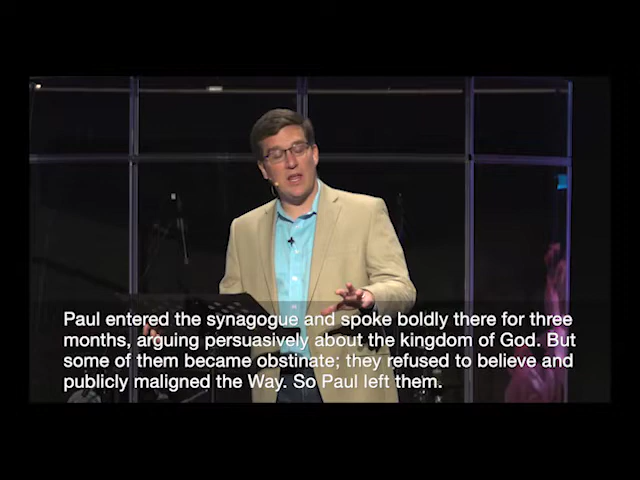 Paul entered the synagogue and spoke boldly there for three
months, arguing persuasively about the kingdom of God. But
some of them became obstinate; they refused to believe and
publicly maligned the Way. So Paul left them.